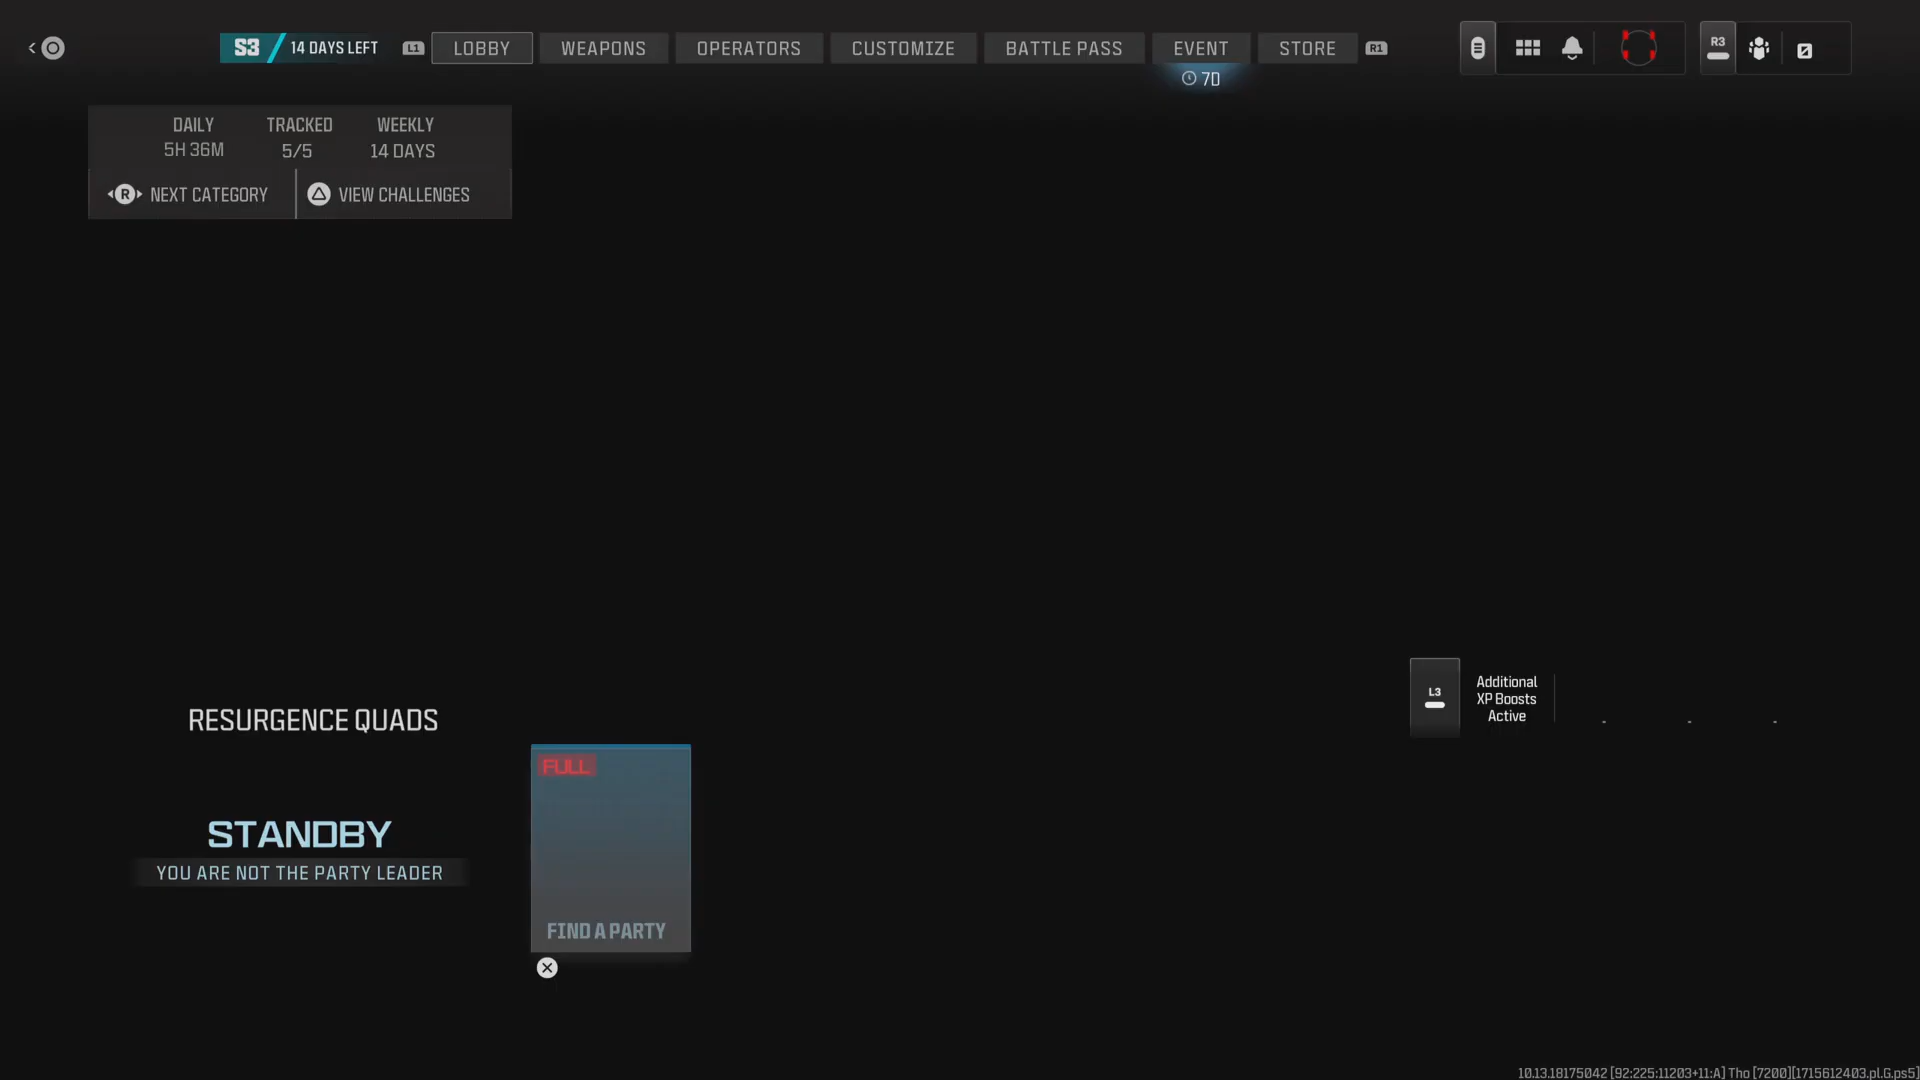 S3 14 DAYS LEFT L1 LOBBY WEAPONS OPERATORS CUSTOMIZE BATTLE PASS EVENT STORE R1 R3 0
7D
DAILY TRACKED WEEKLY
5H 36M 5/5 14 DAYS
R NEXT CATEGORY VIEW CHALLENGES
L3 Additional
XP Boosts
Active
- - -
RESURGENCE QUADS
FULL
STANDBY
YOU ARE NOT THE PARTY LEADER
FIND A PARTY
10.13.18175042 [92:225:11203+11:A] Tho [7200][1715612403.pl.G.ps5]